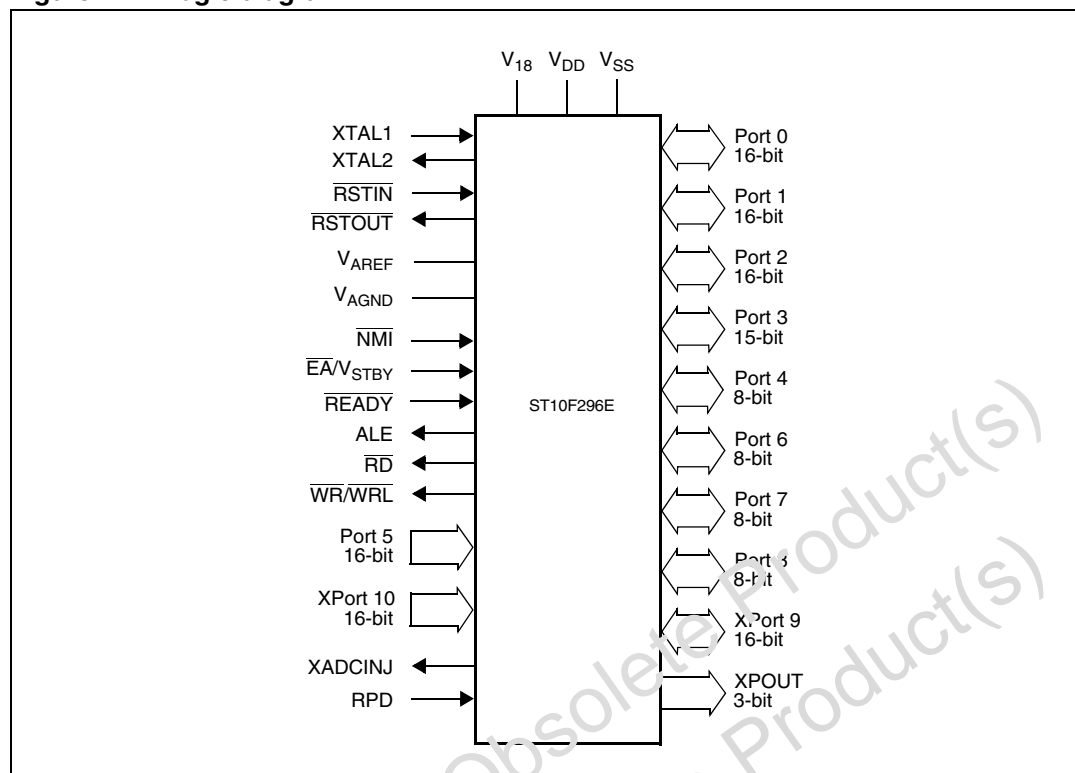 V18 VDD VSS
XTAL1
XTAL2
RSTIN
RSTOUT
VAREF
VAGND
NMI
EA/VSTBY
READY
ALE
RD
WR/WRL
Port 5
16-bit
XPort 10
16-bit
XADCINJ
RPD
ST10F296E
Port 0
16-bit
Port 1
16-bit
Port 2
16-bit
Port 3
15-bit
Port 4
8-bit
Port 6
8-bit
Port 7
8-bit
8-bit
XPort 9
16-bit
XPOUT
3-bit
Obsolete Product(s)
Product(s)